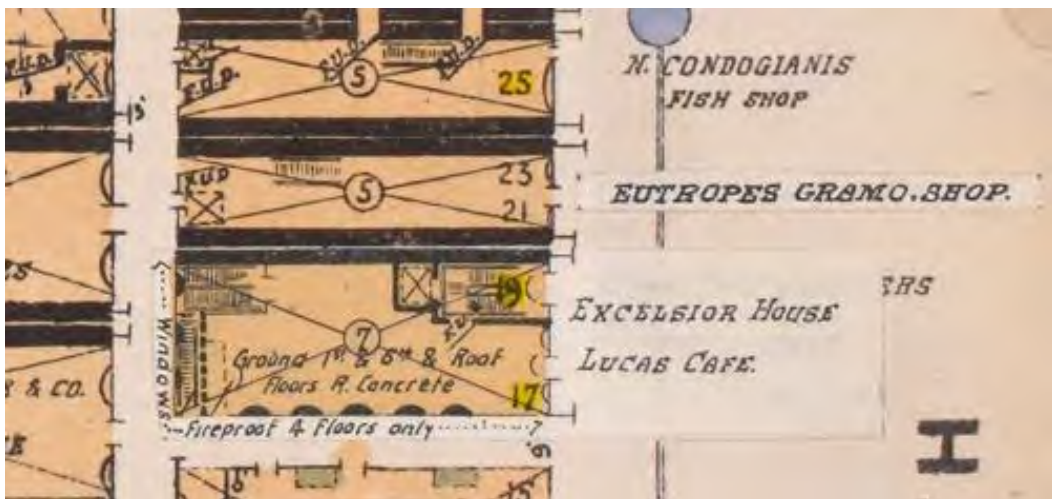 F.U.D.
F.U.D.
F.U.D.
F.U.D.
5
25
N. CONDOGIANIS
FISH SHOP
F.U.D
5
23
21
EUTROPES GRAMO. SHOP.
19
ERS
EXCELSIOR HOUSE
LUCAS CAFE.
WINDOWS
7
Ground 1st & 6th & Roof
Floors R. Concrete
17
& CO.
Fireproof 4 Floors only
H